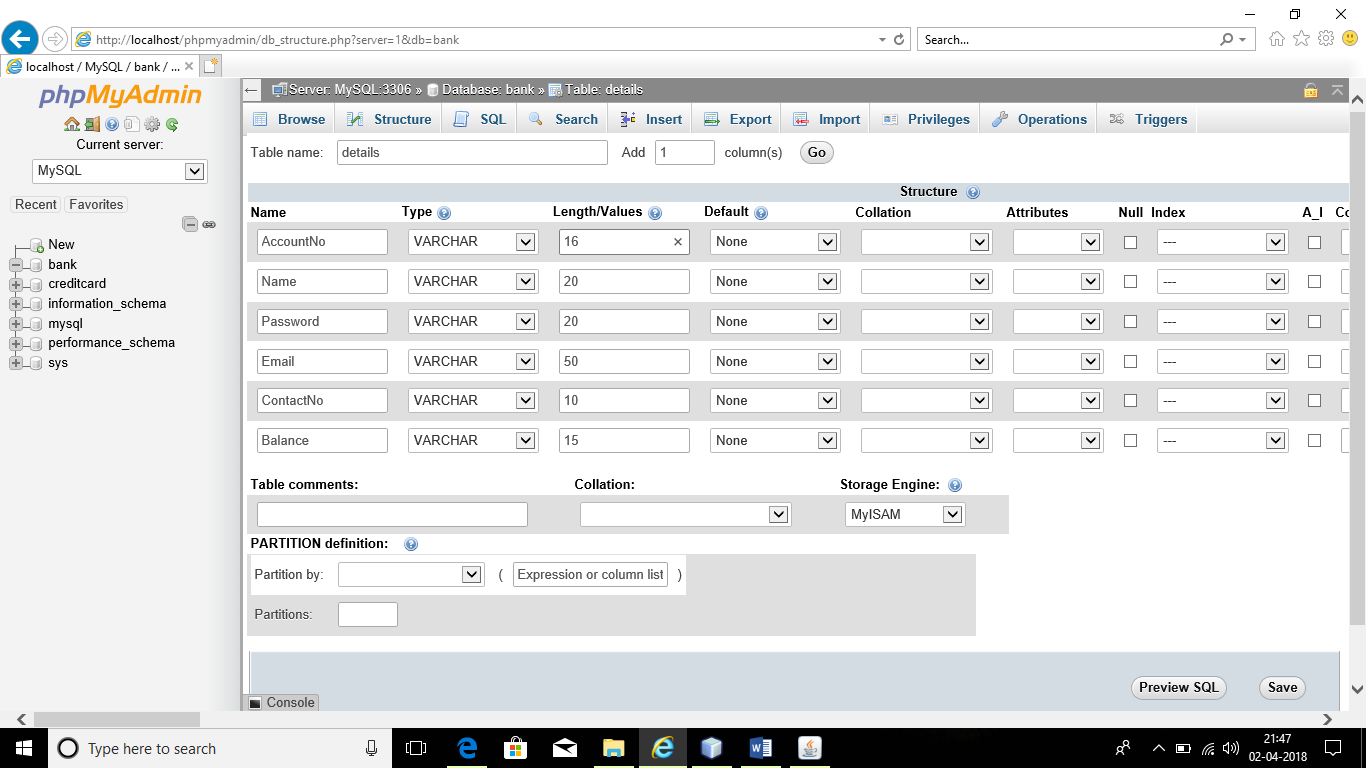 http://localhost/phpmyadmin/db_structure.php?server=1&db=bank
Search...
localhost / MySQL / bank / ...
phpMyAdmin
Current server:
MySQL
Recent Favorites
New
bank
creditcard
information_schema
mysql
performance_schema
sys
Server: MySQL:3306 » Database: bank » Table: details
Browse Structure SQL Search Insert Export Import Privileges Operations Triggers
Table name: details Add 1 column(s) Go
Structure
Name Type Length/Values Default Collation Attributes Null Index A_I Co
AccountNo VARCHAR 16 None ---
Name VARCHAR 20 None ---
Password VARCHAR 20 None ---
Email VARCHAR 50 None ---
ContactNo VARCHAR 10 None ---
Balance VARCHAR 15 None ---
Table comments: Collation: Storage Engine:
MyISAM
PARTITION definition:
Partition by: ( Expression or column list )
Partitions:
Preview SQL Save
Console
Type here to search
21:47
02-04-2018